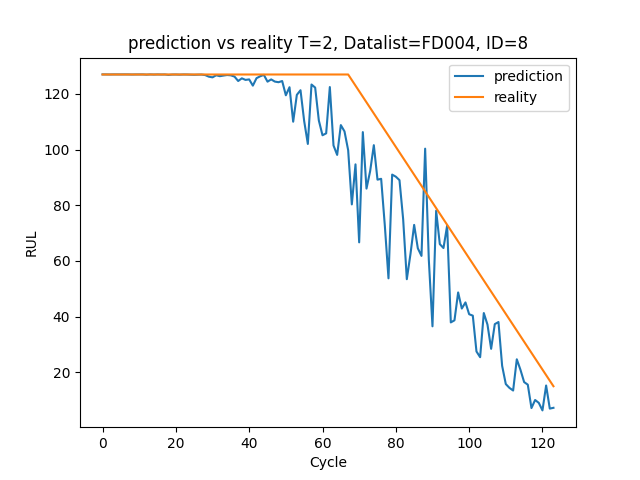 prediction vs reality T=2, Datalist=FD004, ID=8
prediction
reality
RUL
120
100
80
60
40
20
0 20 40 60 80 100 120
Cycle